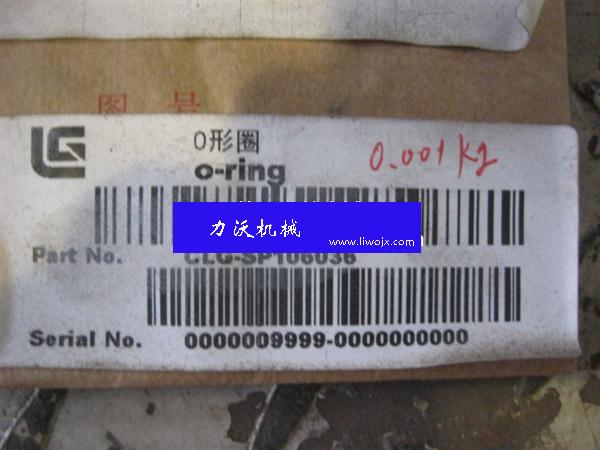 图号
LG
O形圈
o-ring
0.001 kg
力沃机械
www.liwojx.com
Part No. CLG-SP106036
Serial No. 0000009999-0000000000